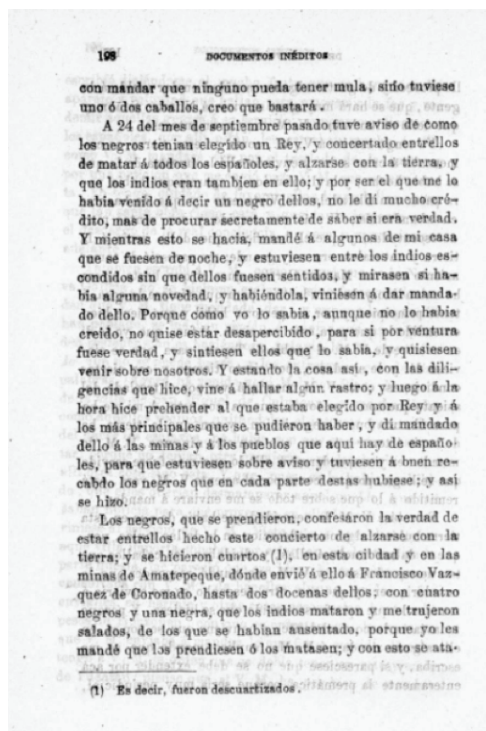 198 DOCUMENTOS INÉDITOS
con mandar que ninguno pueda tener mula, sino tuviese
uno ó dos caballos, creo que bastará.
A 24 del mes de septiembre pasado tuve aviso de como
los negros tenian elegido un Rey, y concertado entrellos
de matar á todos los españoles, y alzarse con la tierra, y
que los indios eran tambien en ello; y por ser el que me lo
habia venido á decir un negro dellos, no le dí mucho cré-
dito, mas de procurar secretamente de saber si era verdad.
Y mientras esto se hacia, mandé á algunos de mi casa
que se fuesen de noche, y estuviesen entre los indios es-
condidos sin que dellos fuesen sentidos, y mirasen si ha-
bia alguna novedad, y habiéndola, viniesen á dar manda-
do dello. Porque como yo lo sabia, aunque no lo habia
creido, no quise estar desapercibido, para si por ventura
fuese verdad, y sintiesen ellos que lo sabia, y quisiesen
venir sobre nosotros. Y estando la cosa asi, con las dili-
gencias que hice, vine á hallar algun rastro; y luego á la
hora hice prehender al que estaba elegido por Rey y á
los más principales que se pudieron haber, y di mandado
dello á las minas y á los pueblos que aqui hay de españo-
les, para que estuviesen sobre aviso y tuviesen á buen re-
cabdo los negros que en cada parte destas hubiese; y asi
se hizo.
Los negros, que se prendieron, confesaron la verdad de
estar entrellos hecho este concierto de alzarse con la
tierra; y se hicieron cuartos (1), en esta cibdad y en las
minas de Amatepeque, dónde envié á ello á Francisco Vaz-
quez de Coronado, hasta dos docenas dellos, con cuatro
negros y una negra, que los indios mataron y me trujeron
salados, de los que se habian ausentado, porque yo les
mandé que los prendiesen ó los matasen; y con esto se ata-
(1) Es decir, fueron descuartizados.